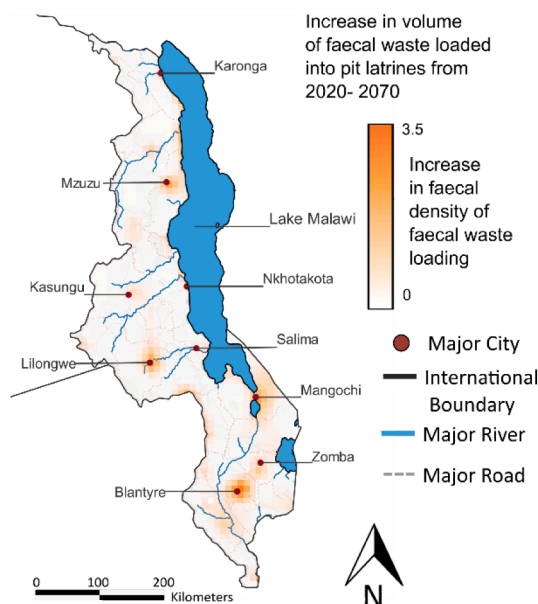 Increase in volume
of faecal waste loaded
into pit latrines from
2020- 2070
Karonga
3.5
Increase
in faecal
density of
faecal waste
loading
0
Mzuzu
Lake Malawi
Nkhotakota
Kasungu
Salima
Major City
Lilongwe
International
Boundary
Mangochi
Major River
Zomba
Major Road
Blantyre
0 100 200
Kilometers
N